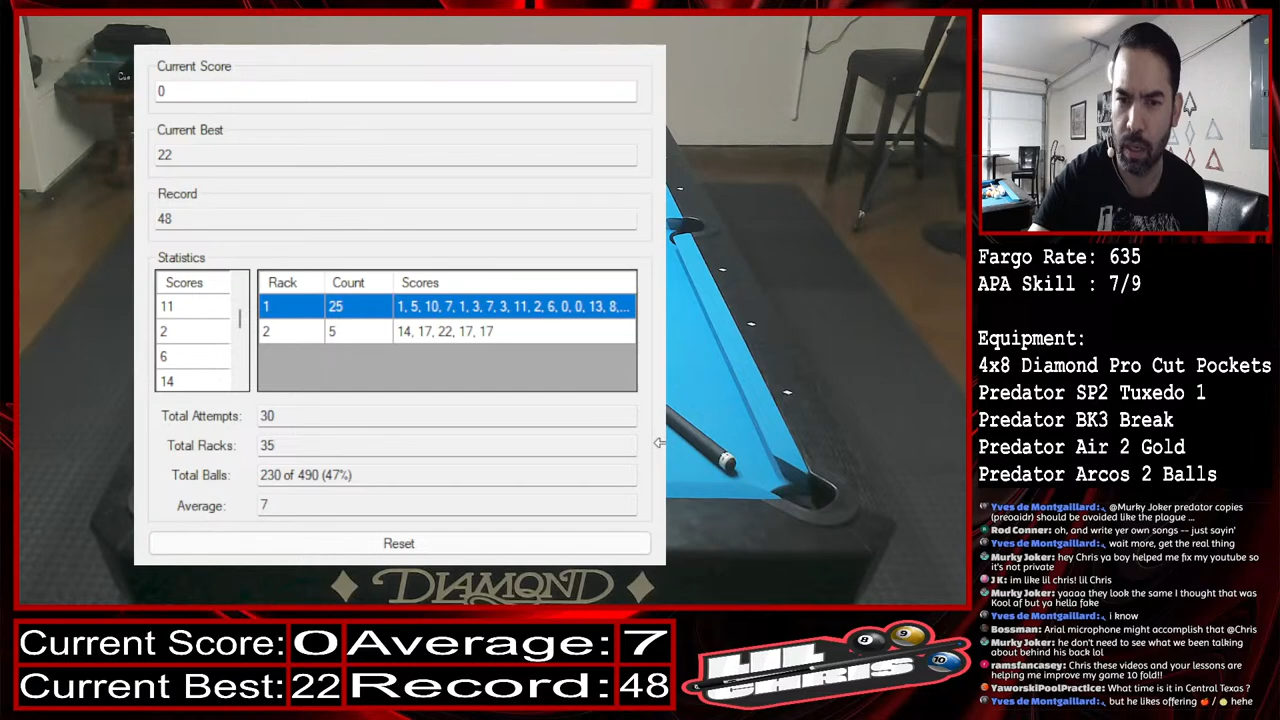 Current Score
0
Current Best
22
Record
48
Statistics
Scores
11
2
6
14
Rack Count Scores
1 25 1, 5, 10, 7, 1, 3, 7, 3, 11, 2, 6, 0, 0, 13, 8,...
2 5 14, 17, 22, 17, 17
Total Attempts: 30
Total Racks: 35
Total Balls: 230 of 490 (47%)
Average: 7
Reset
DIAMOND
Current Score: 0 Average: 7
Current Best: 22 Record: 48
LIL CHRIS
8 9 10
Fargo Rate: 635
APA Skill : 7/9
Equipment:
4x8 Diamond Pro Cut Pockets
Predator SP2 Tuxedo 1
Predator BK3 Break
Predator Air 2 Gold
Predator Arcos 2 Balls
Yves de Montgaillard: @Murky Joker predator copies
(preoaidr) should be avoided like the plague ...
Rod Conner: oh, and write yer own songs -- just sayin'
Yves de Montgaillard: wait more, get the real thing
Murky Joker: hey Chris ya boy helped me fix my youtube so
it's not private
J K: im like lil chris! lil Chris
Murky Joker: yaaaa they look the same I thought that was
Kool af but ya hella fake
Yves de Montgaillard: i know
Bossman: Arial microphone might accomplish that @Chris
Murky Joker: he don't need to see what we been talking
about behind his back lol
ramsfancasey: Chris these videos and your lessons are
helping me improve my game 10 fold!!
YaworskiPoolPractice: What time is it in Central Texas ?
Yves de Montgaillard: but he likes offering 🍎 / 🍏 hehe